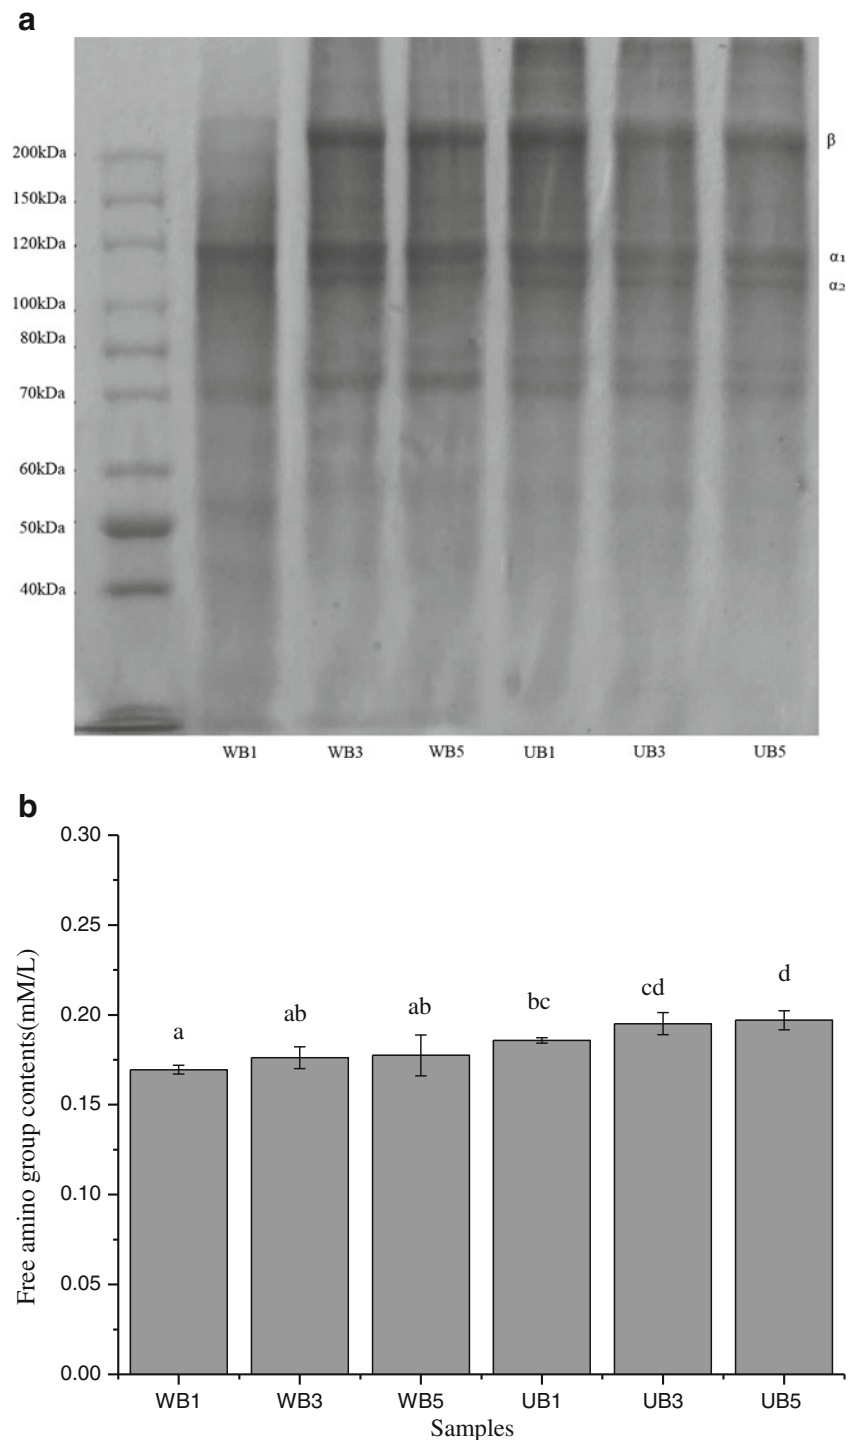 a
200kDa
β
150kDa
120kDa
α₁
α₂
100kDa
80kDa
70kDa
60kDa
50kDa
40kDa
WB1 WB3 WB5 UB1 UB3 UB5
b
Free amino group contents(mM/L)
0.30
0.25
0.20
0.15
0.10
0.05
0.00
a ab ab bc cd d
WB1 WB3 WB5 UB1 UB3 UB5
Samples